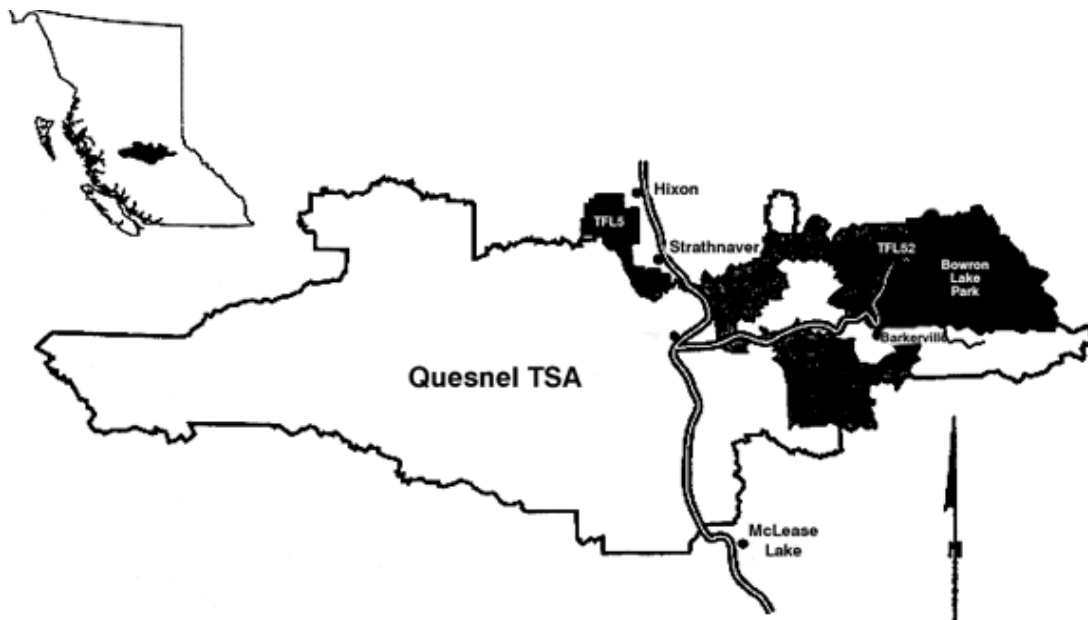 Hixon
TFL5
Strathnaver
TFL52
Bowron
Lake
Park
Barkerville
Quesnel TSA
McLease
Lake
N